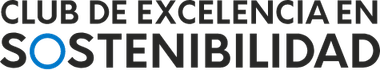 CLUB DE EXCELENCIA EN
SOSTENIBILIDAD